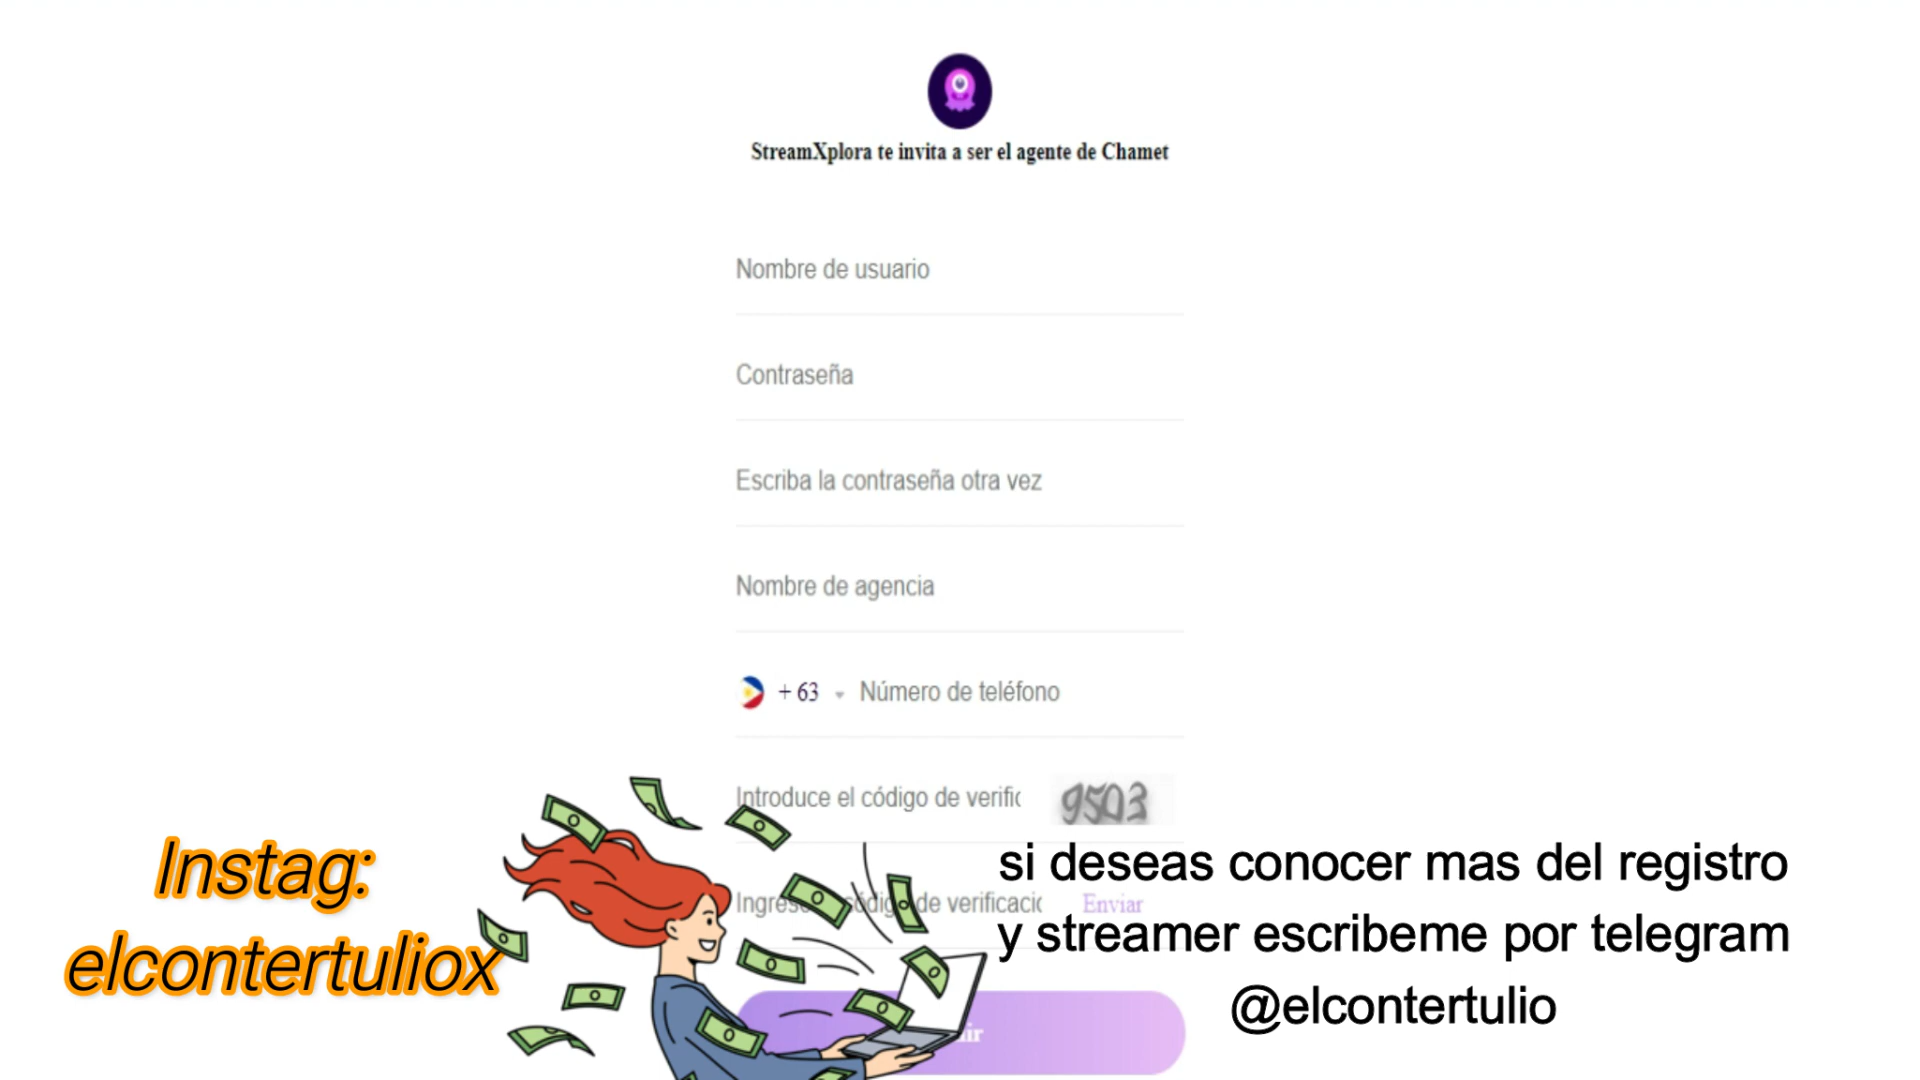 StreamXplora te invita a ser el agente de Chamet
Nombre de usuario
Contraseña
Escriba la contraseña otra vez
Nombre de agencia
+ 63 Número de teléfono
Introduce el código de verific 9503
de verificaci Enviar
Instag:
elcontertuliox
si deseas conocer mas del registro
y streamer escribeme por telegram
@elcontertulio